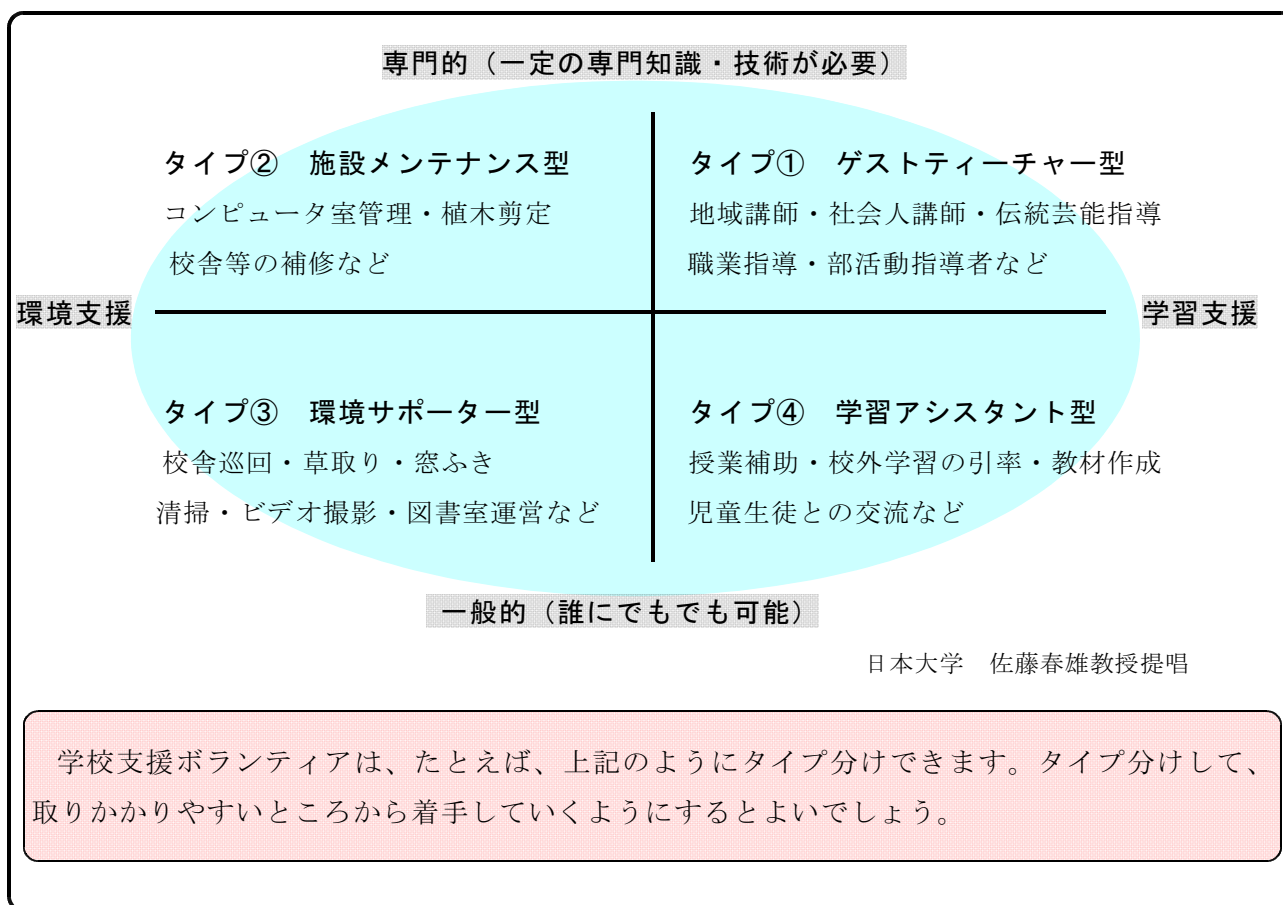 専門的（一定の専門知識・技術が必要）
タイプ②　施設メンテナンス型
コンピュータ室管理・植木剪定
校舎等の補修など
タイプ①　ゲストティーチャー型
地域講師・社会人講師・伝統芸能指導
職業指導・部活動指導者など
環境支援
学習支援
タイプ③　環境サポーター型
校舎巡回・草取り・窓ふき
清掃・ビデオ撮影・図書室運営など
タイプ④　学習アシスタント型
授業補助・校外学習の引率・教材作成
児童生徒との交流など
一般的（誰にでもでも可能）
日本大学　佐藤春雄教授提唱
学校支援ボランティアは、たとえば、上記のようにタイプ分けできます。タイプ分けして、
取りかかりやすいところから着手していくようにするとよいでしょう。